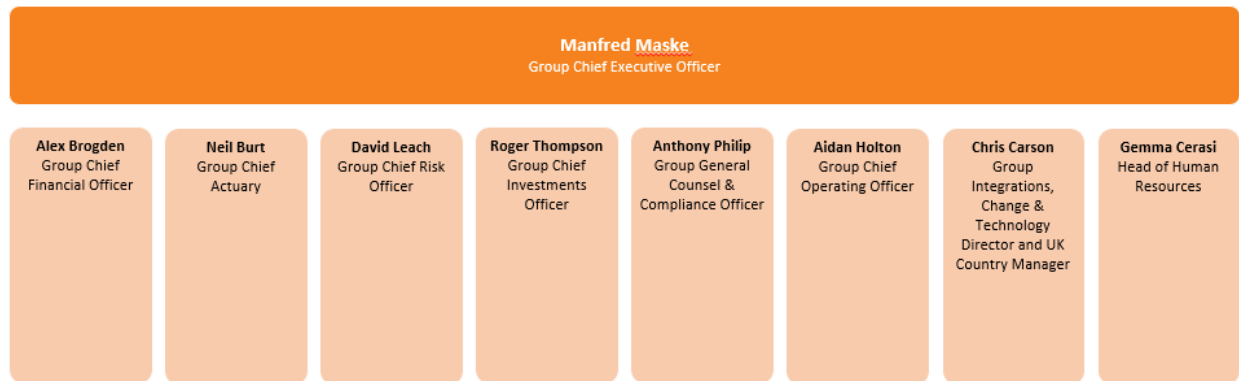 Manfred Maske
Group Chief Executive Officer
Alex Brogden
Group Chief
Financial Officer
Neil Burt
Group Chief
Actuary
David Leach
Group Chief Risk
Officer
Roger Thompson
Group Chief
Investments
Officer
Anthony Philip
Group General
Counsel &
Compliance Officer
Aidan Holton
Group Chief
Operating Officer
Chris Carson
Group
Integrations,
Change &
Technology
Director and UK
Country Manager
Gemma Cerasi
Head of Human
Resources